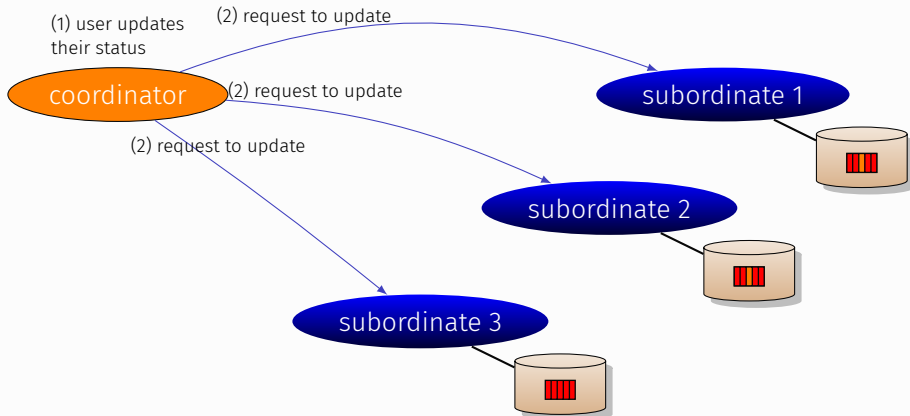 (1) user updates
their status
(2) request to update
coordinator
(2) request to update
(2) request to update
subordinate 1
subordinate 2
subordinate 3